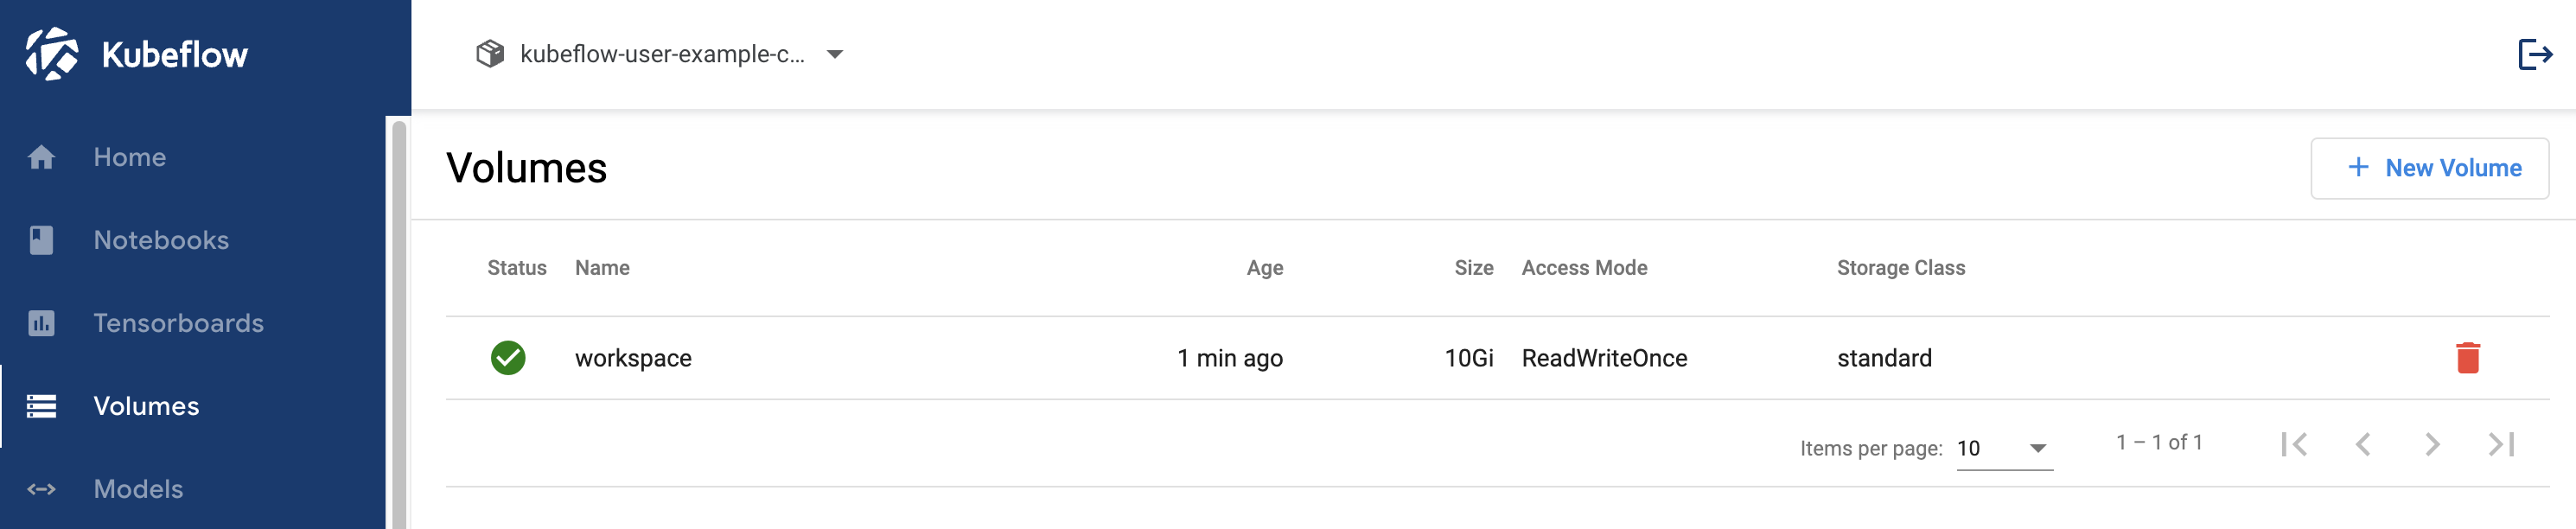 Kubeflow
kubeflow-user-example-c...
Home
Notebooks
Tensorboards
Volumes
Models
Volumes
+ New Volume
Status Name Age Size Access Mode Storage Class
workspace 1 min ago 10Gi ReadWriteOnce standard
Items per page: 10 1 – 1 of 1